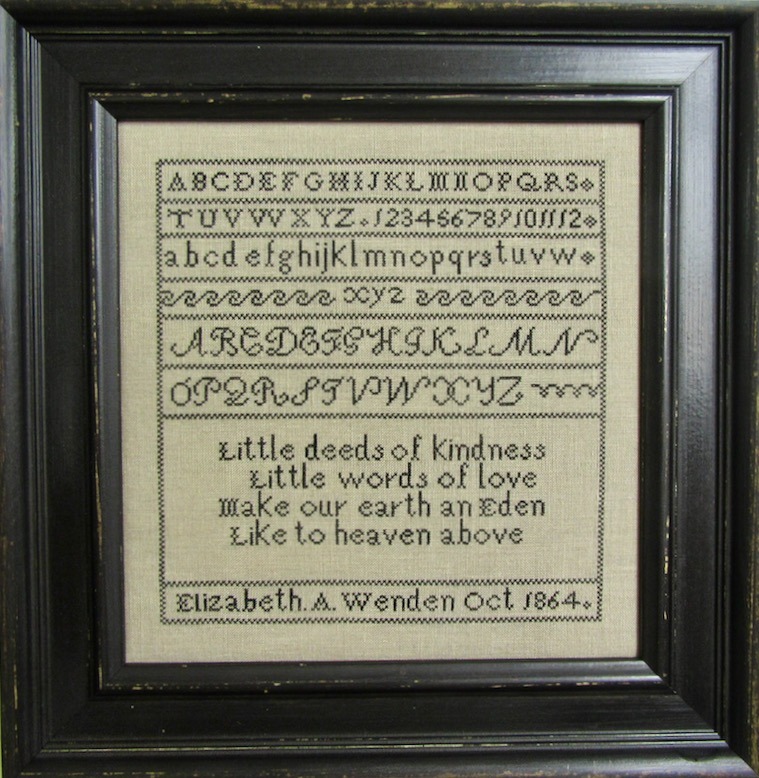 ABCDEFGHIJKLMNOPQRS
TUVWXYZ.123456789101112
abcdefghijklmnopqrstuvw
xyz
ABCDEFGHIKLMN
OPQRSTVWXYZ
Little deeds of kindness
Little words of love
Make our earth an Eden
Like to heaven above
Elizabeth.A.Wenden Oct 1864.